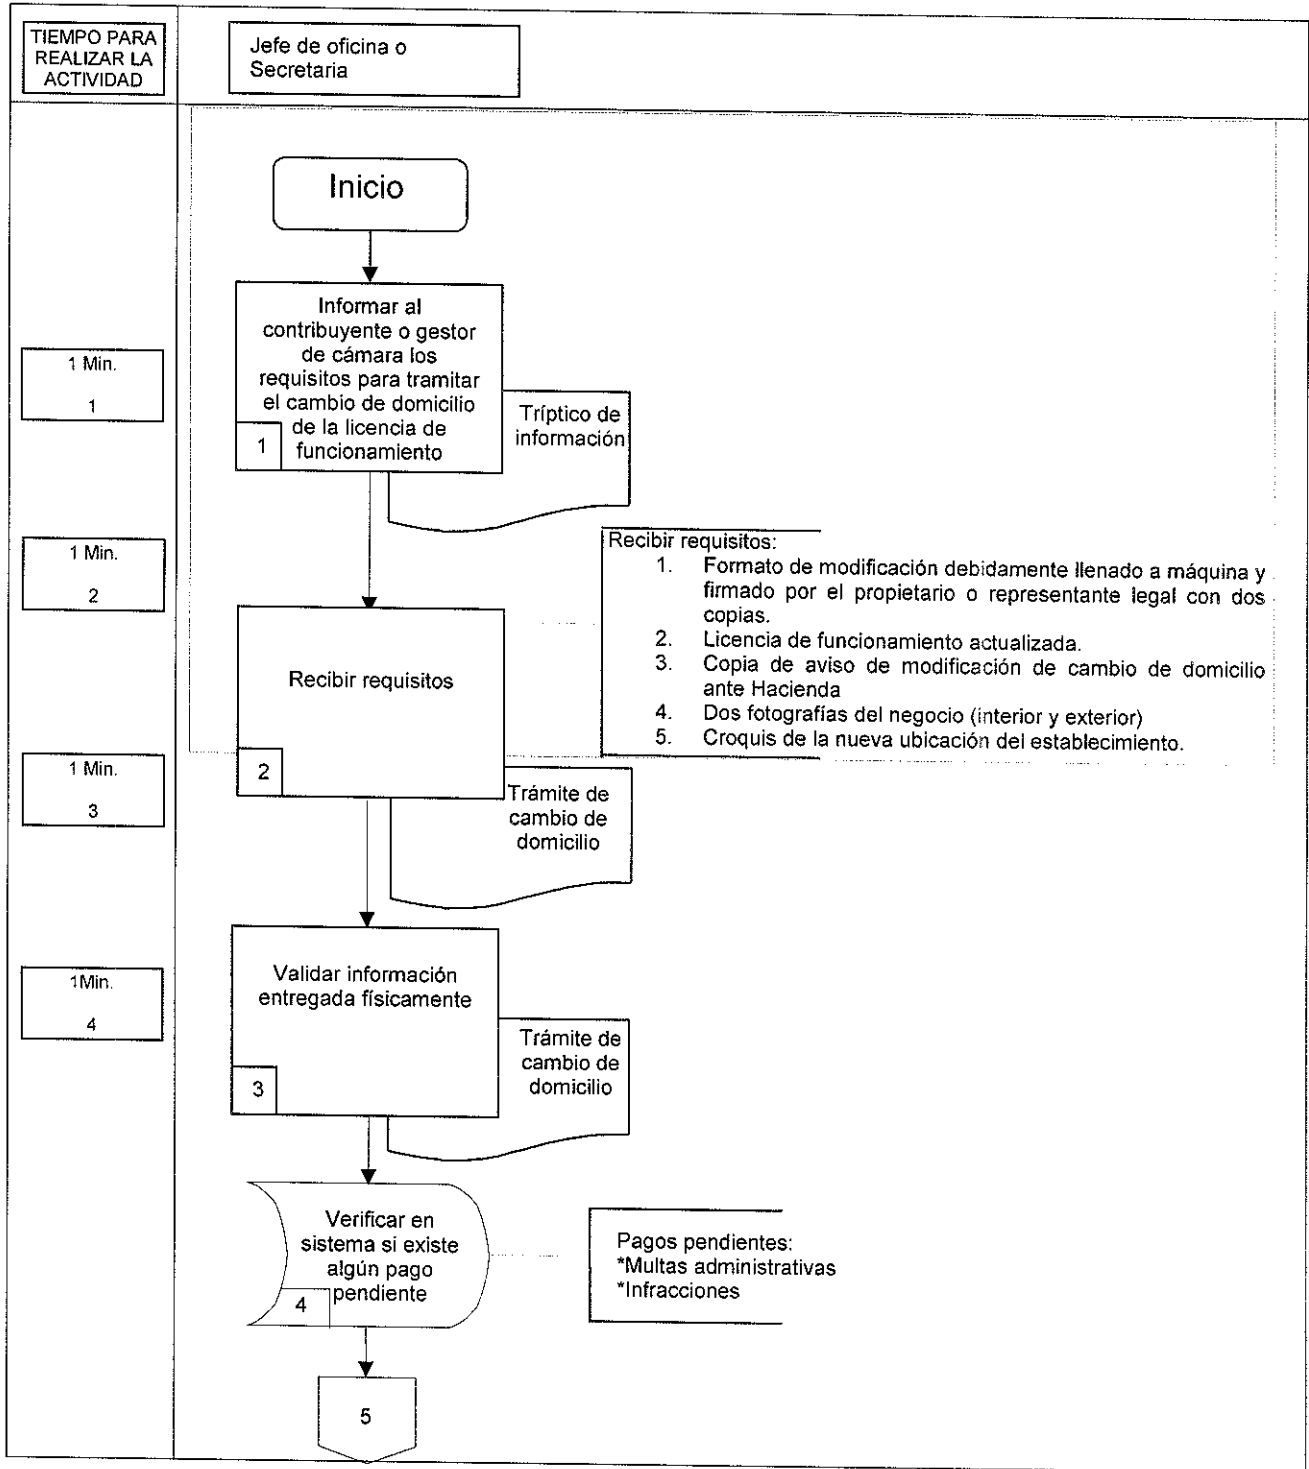 TIEMPO PARA
REALIZAR LA
ACTIVIDAD
Jefe de oficina o
Secretaria
Inicio
Informar al
contribuyente o gestor
de cámara los
requisitos para tramitar
el cambio de domicilio
de la licencia de
funcionamiento
1
Tríptico de
información
1 Min.
1
1 Min.
2
Recibir requisitos:
1. Formato de modificación debidamente llenado a máquina y
firmado por el propietario o representante legal con dos
copias.
2. Licencia de funcionamiento actualizada.
3. Copia de aviso de modificación de cambio de domicilio
ante Hacienda
4. Dos fotografías del negocio (interior y exterior)
5. Croquis de la nueva ubicación del establecimiento.
Recibir requisitos
2
Trámite de
cambio de
domicilio
1 Min.
3
Validar información
entregada físicamente
3
Trámite de
cambio de
domicilio
1Min.
4
Verificar en
sistema si existe
algún pago
pendiente
4
Pagos pendientes:
*Multas administrativas
*Infracciones
5